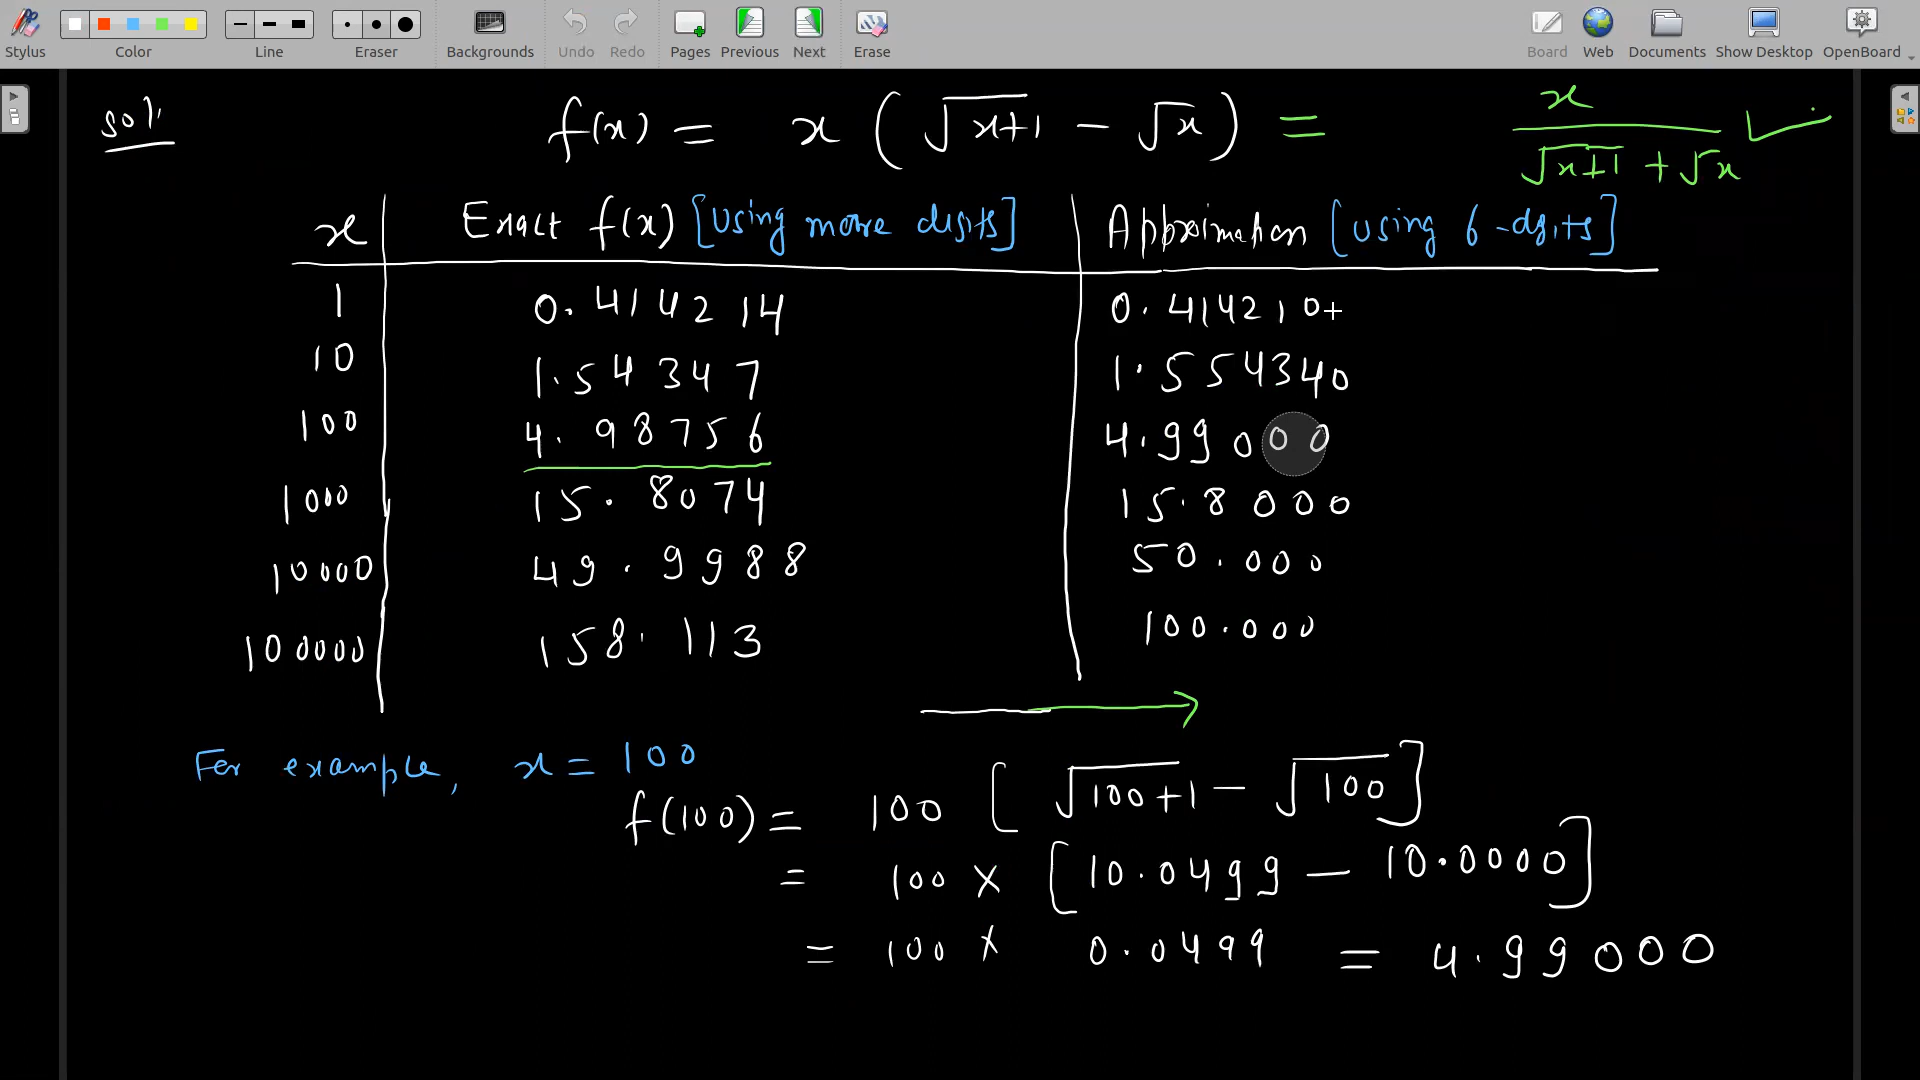 Stylus Color Line Eraser Backgrounds Undo Redo Pages Previous Next Erase Board Web Documents Show Desktop OpenBoard
sol:
f(x) = x (√x+1 − √x) = x / √x+1 + √x ✓
x Exact f(x) [Using more digits] Approximation [Using 6-digits]
1 0.414214 0.414210+
10 1.54347 1.554340
100 4.98756 4.99000
1000 15.8074 15.8000
10000 49.9988 50.000
100000 158.113 100.000
For example, x = 100
f(100) = 100 [√100+1 − √100]
= 100 × [10.0499 − 10.0000]
= 100 × 0.0499 = 4.99000